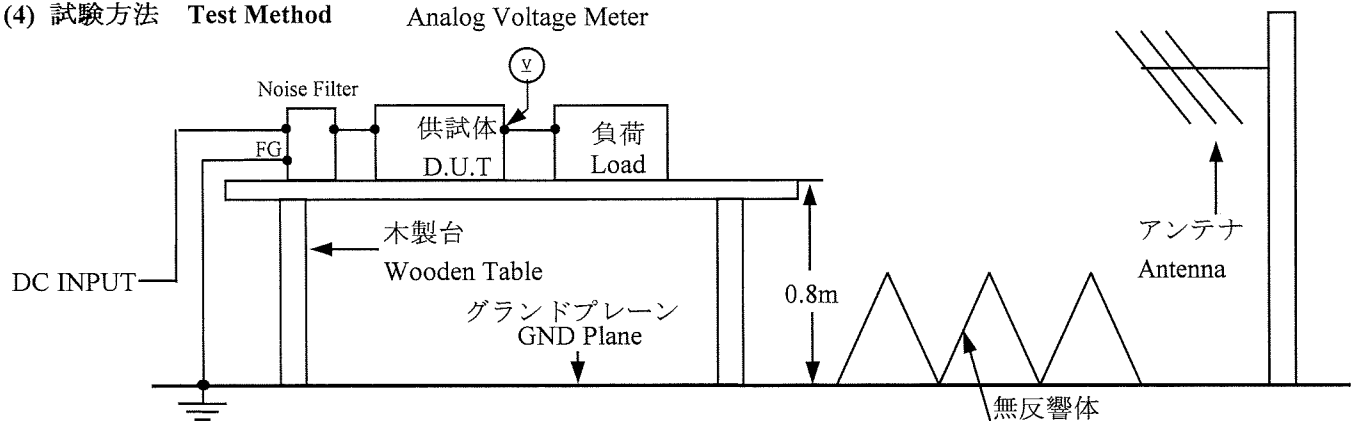 (4) 試験方法 Test Method
Analog Voltage Meter
V
Noise Filter
FG
供試体
D.U.T
負荷
Load
木製台
Wooden Table
DC INPUT
グランドプレーン
GND Plane
0.8m
アンテナ
Antenna
無反響体